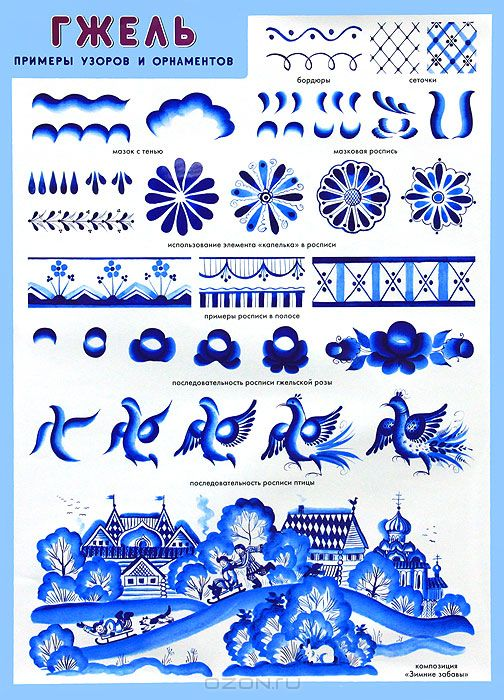 ГЖЕЛЬ
ПРИМЕРЫ УЗОРОВ И ОРНАМЕНТОВ
бордюры
сеточки
мазок с тенью
мазковая роспись
использование элемента «капелька» в росписи
примеры росписи в полосе
последовательность росписи гжельской розы
последовательность росписи птицы
композиция
«Зимние забавы»
ozon.ru